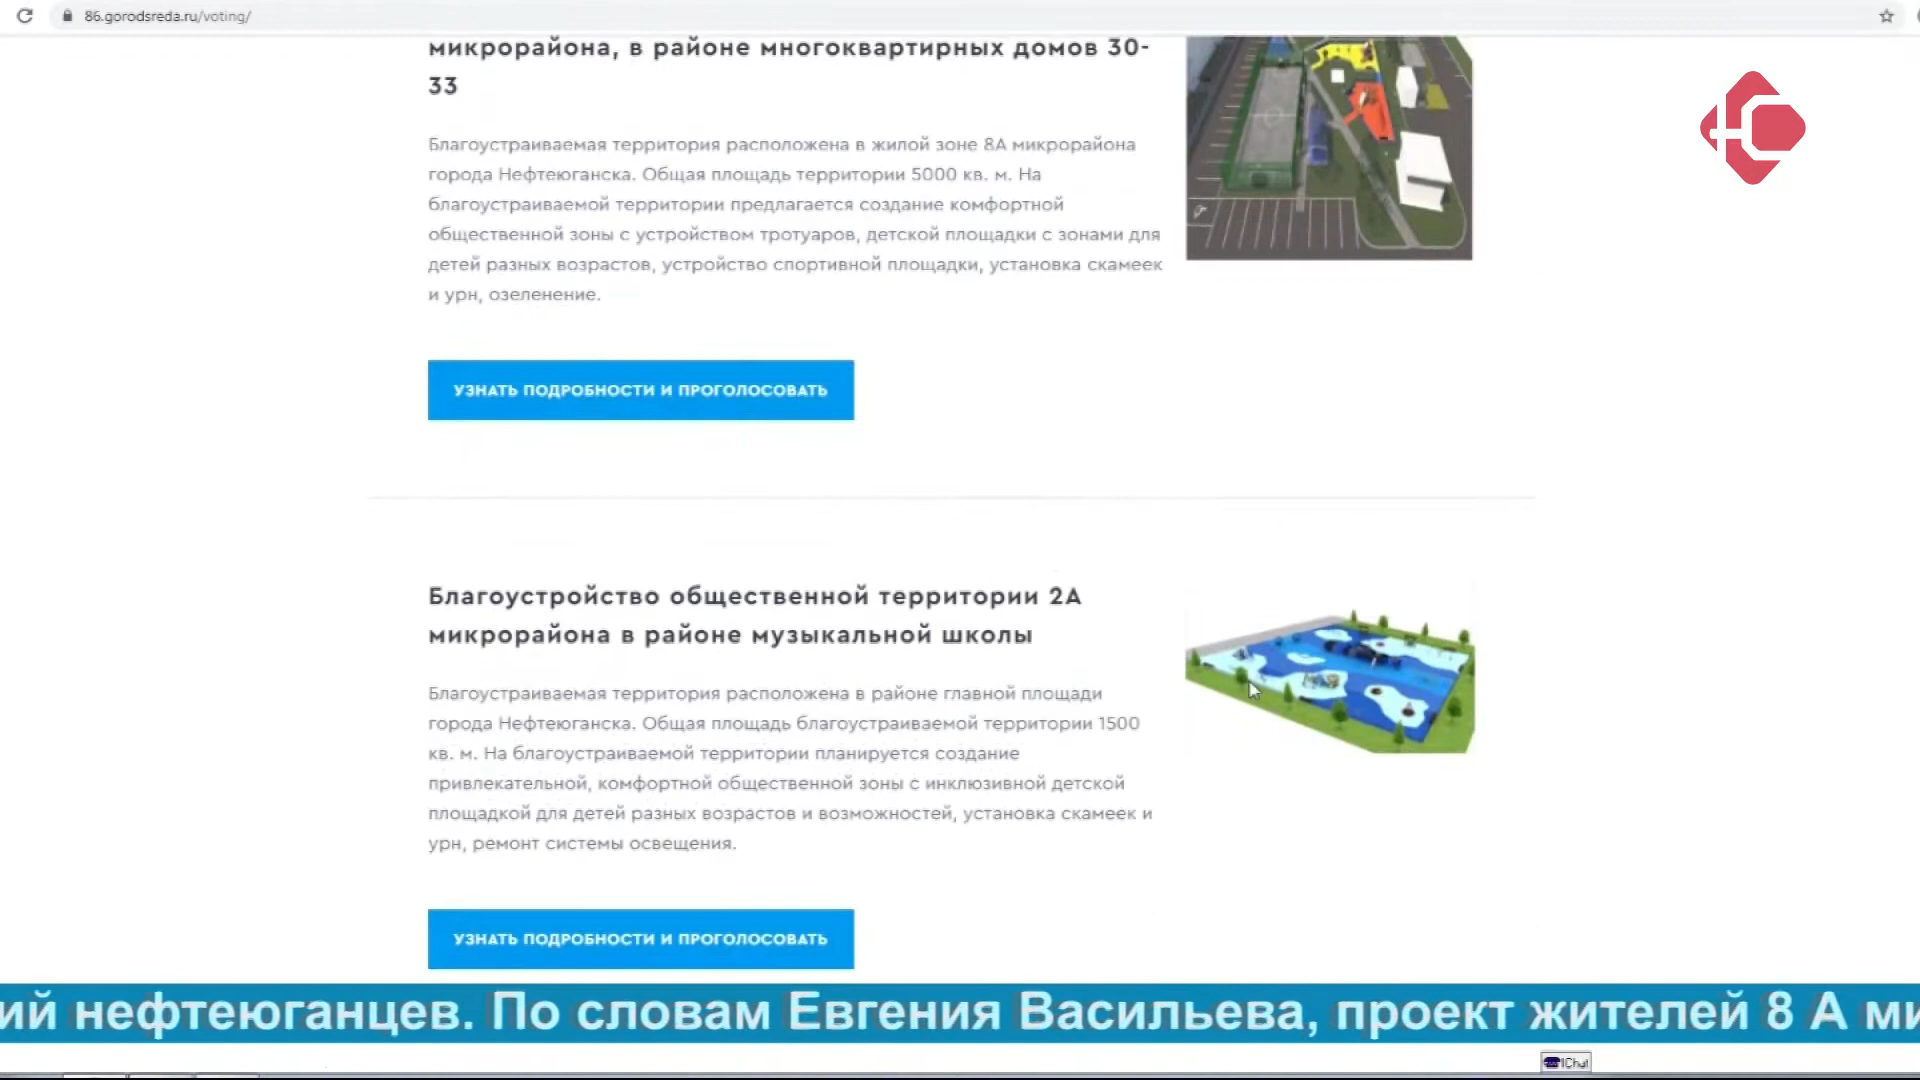 86.gorodsreda.ru/voting/
микрорайона, в районе многоквартирных домов 30-
33
Благоустраиваемая территория расположена в жилой зоне 8А микрорайона
города Нефтеюганска. Общая площадь территории 5000 кв. м. На
благоустраиваемой территории предлагается создание комфортной
общественной зоны с устройством тротуаров, детской площадки с зонами для
детей разных возрастов, устройство спортивной площадки, установка скамеек
и урн, озеленение.
УЗНАТЬ ПОДРОБНОСТИ И ПРОГОЛОСОВАТЬ
Благоустройство общественной территории 2А
микрорайона в районе музыкальной школы
Благоустраиваемая территория расположена в районе главной площади
города Нефтеюганска. Общая площадь благоустраиваемой территории 1500
кв. м. На благоустраиваемой территории планируется создание
привлекательной, комфортной общественной зоны с инклюзивной детской
площадкой для детей разных возрастов и возможностей, установка скамеек и
урн, ремонт системы освещения.
УЗНАТЬ ПОДРОБНОСТИ И ПРОГОЛОСОВАТЬ
ий нефтеюганцев. По словам Евгения Васильева, проект жителей 8 А ми